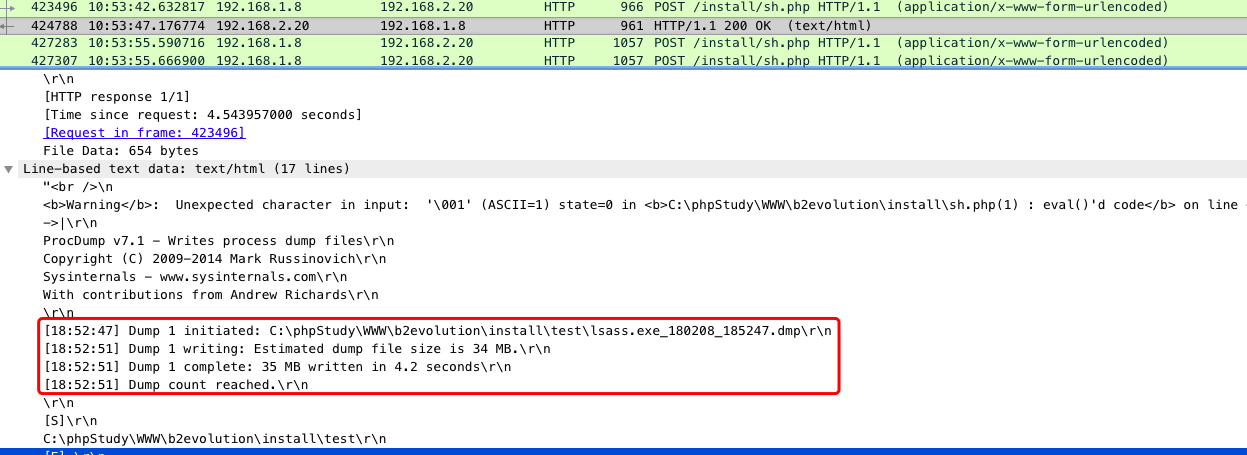 423496 10:53:42.632817 192.168.1.8 192.168.2.20 HTTP 966 POST /install/sh.php HTTP/1.1 (application/x-www-form-urlencoded)
424788 10:53:47.176774 192.168.2.20 192.168.1.8 HTTP 961 HTTP/1.1 200 OK (text/html)
427283 10:53:55.590716 192.168.1.8 192.168.2.20 HTTP 1057 POST /install/sh.php HTTP/1.1 (application/x-www-form-urlencoded)
427307 10:53:55.666900 192.168.1.8 192.168.2.20 HTTP 1057 POST /install/sh.php HTTP/1.1 (application/x-www-form-urlencoded)
\r\n
[HTTP response 1/1]
[Time since request: 4.543957000 seconds]
[Request in frame: 423496]
File Data: 654 bytes
Line-based text data: text/html (17 lines)
"<br />\n
<b>Warning</b>:  Unexpected character in input:  '\001' (ASCII=1) state=0 in <b>C:\phpStudy\WWW\b2evolution\install\sh.php(1) : eval()'d code</b> on line
->|\r\n
ProcDump v7.1 - Writes process dump files\r\n
Copyright (C) 2009-2014 Mark Russinovich\r\n
Sysinternals - www.sysinternals.com\r\n
With contributions from Andrew Richards\r\n
\r\n
[18:52:47] Dump 1 initiated: C:\phpStudy\WWW\b2evolution\install\test\lsass.exe_180208_185247.dmp\r\n
[18:52:51] Dump 1 writing: Estimated dump file size is 34 MB.\r\n
[18:52:51] Dump 1 complete: 35 MB written in 4.2 seconds\r\n
[18:52:51] Dump count reached.\r\n
\r\n
[S]\r\n
C:\phpStudy\WWW\b2evolution\install\test\r\n